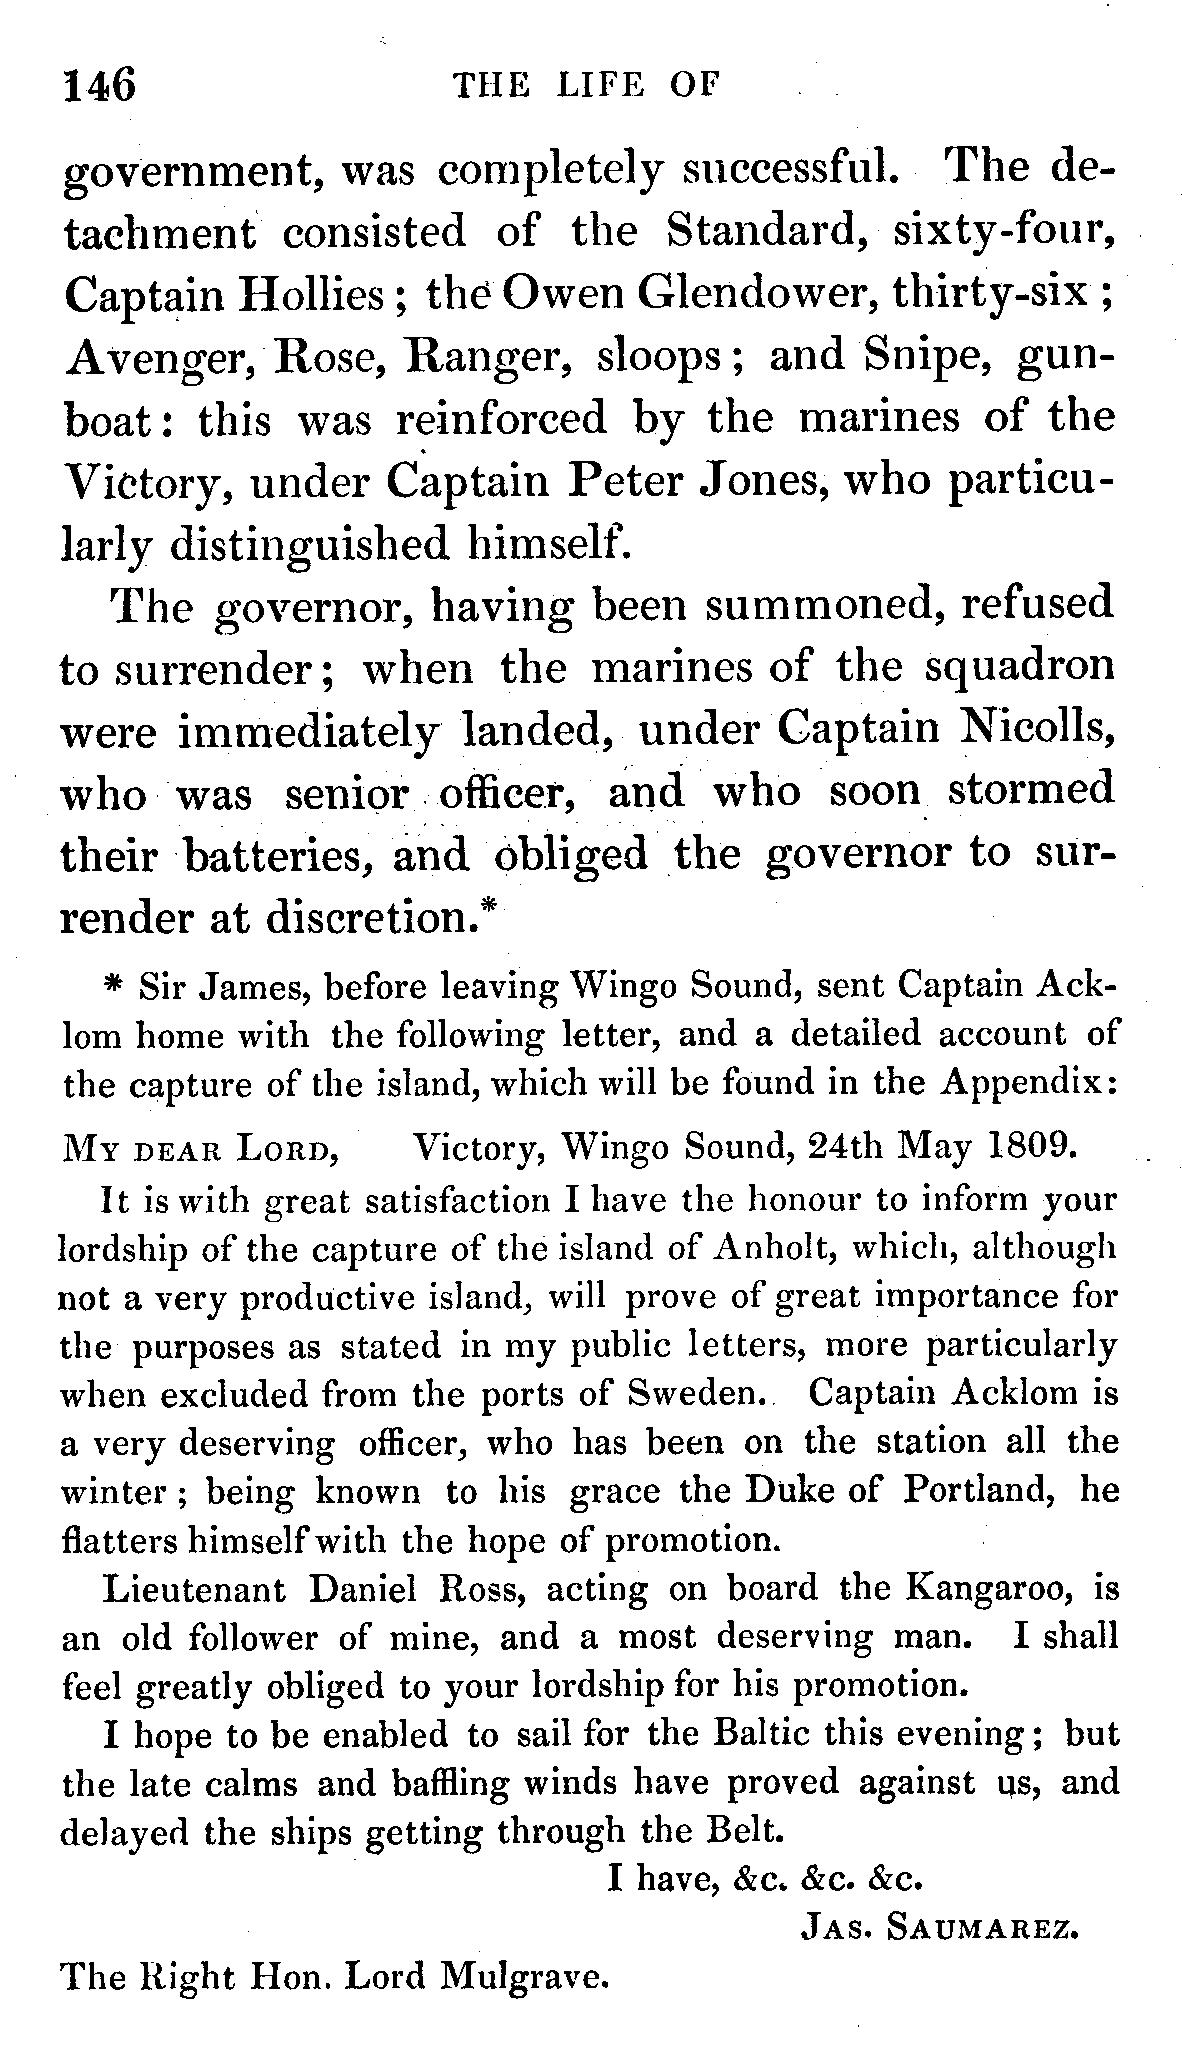 146 THE LIFE OF
government, was completely successful. The de-
tachment consisted of the Standard, sixty-four,
Captain Hollies; the Owen Glendower, thirty-six;
Avenger, Rose, Ranger, sloops; and Snipe, gun-
boat: this was reinforced by the marines of the
Victory, under Captain Peter Jones, who particu-
larly distinguished himself.
The governor, having been summoned, refused
to surrender; when the marines of the squadron
were immediately landed, under Captain Nicolls,
who was senior officer, and who soon stormed
their batteries, and obliged the governor to sur-
render at discretion.*
* Sir James, before leaving Wingo Sound, sent Captain Ack-
lom home with the following letter, and a detailed account of
the capture of the island, which will be found in the Appendix:
MY DEAR LORD, Victory, Wingo Sound, 24th May 1809.
It is with great satisfaction I have the honour to inform your
lordship of the capture of the island of Anholt, which, although
not a very productive island, will prove of great importance for
the purposes as stated in my public letters, more particularly
when excluded from the ports of Sweden. Captain Acklom is
a very deserving officer, who has been on the station all the
winter; being known to his grace the Duke of Portland, he
flatters himself with the hope of promotion.
Lieutenant Daniel Ross, acting on board the Kangaroo, is
an old follower of mine, and a most deserving man. I shall
feel greatly obliged to your lordship for his promotion.
I hope to be enabled to sail for the Baltic this evening; but
the late calms and baffling winds have proved against us, and
delayed the ships getting through the Belt.
I have, &c. &c. &c.
JAS. SAUMAREZ.
The Right Hon. Lord Mulgrave.